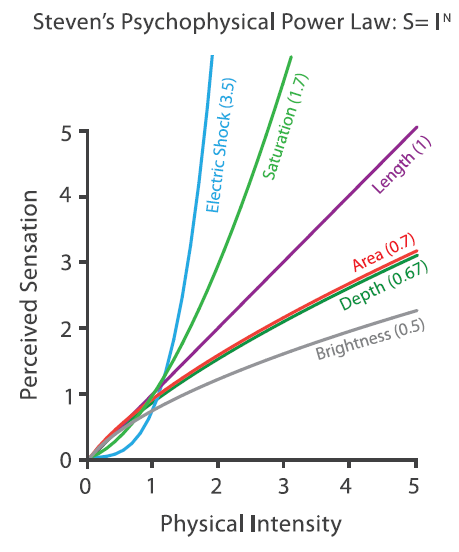 Steven's Psychophysical Power Law: S= Iᴺ
Electric Shock (3.5)
Saturation (1.7)
Length (1)
Area (0.7)
Depth (0.67)
Brightness (0.5)
Perceived Sensation
5
4
3
2
1
0
0 1 2 3 4 5
Physical Intensity